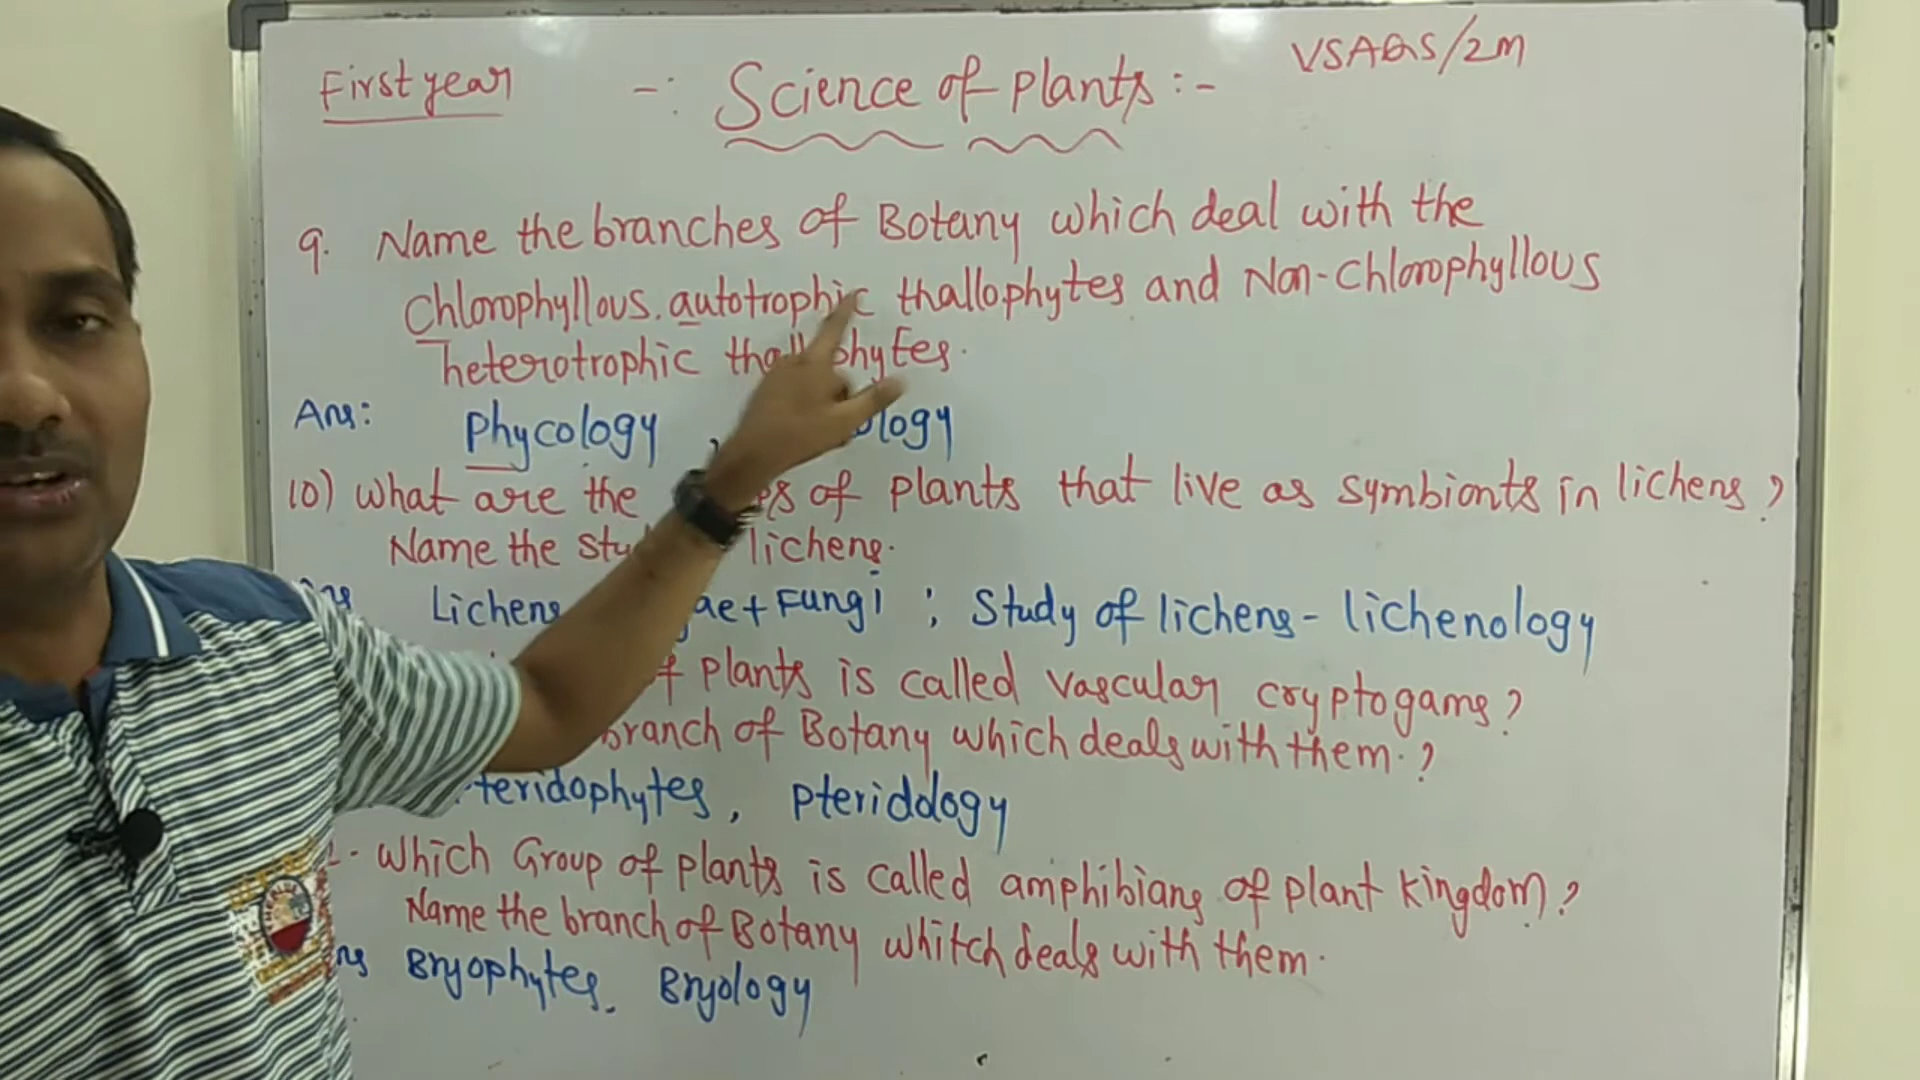 First year -: Science of plants :- VSAQS/2M
9. Name the branches of Botany which deal with the
Chlorophyllous. autotrophic thallophytes and Non-Chlorophyllous
heterotrophic phytes.
Ans: phycology , ology
10) What are the of plants that live as symbionts in lichens?
Name the lichens.
Lichens + Fungi ; Study of lichens - lichenology
plants is called vascular cryptogams?
branch of Botany which deals with them.?
teridophytes, pteridology
Which Group of plants is called amphibians of plant kingdom?
Name the branch of Botany whitch deals with them.
Bryophytes, Bryology